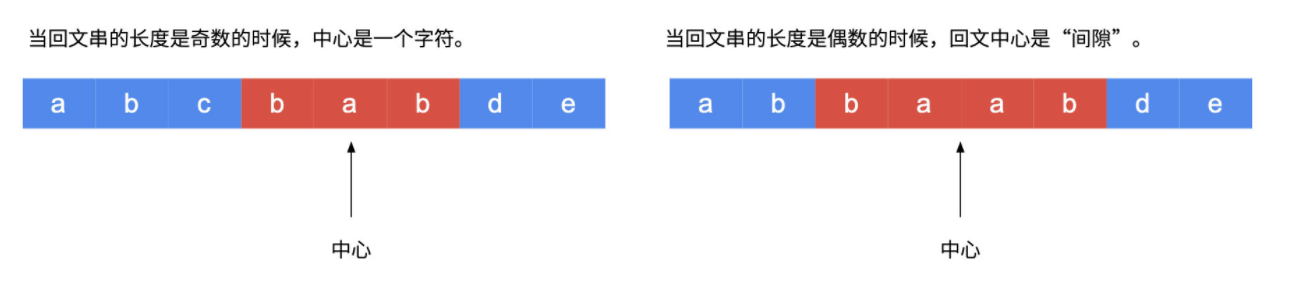 当回文串的长度是奇数的时候，中心是一个字符。
a b c b a b d e
中心
当回文串的长度是偶数的时候，回文中心是“间隙”。
a b b a a b d e
中心